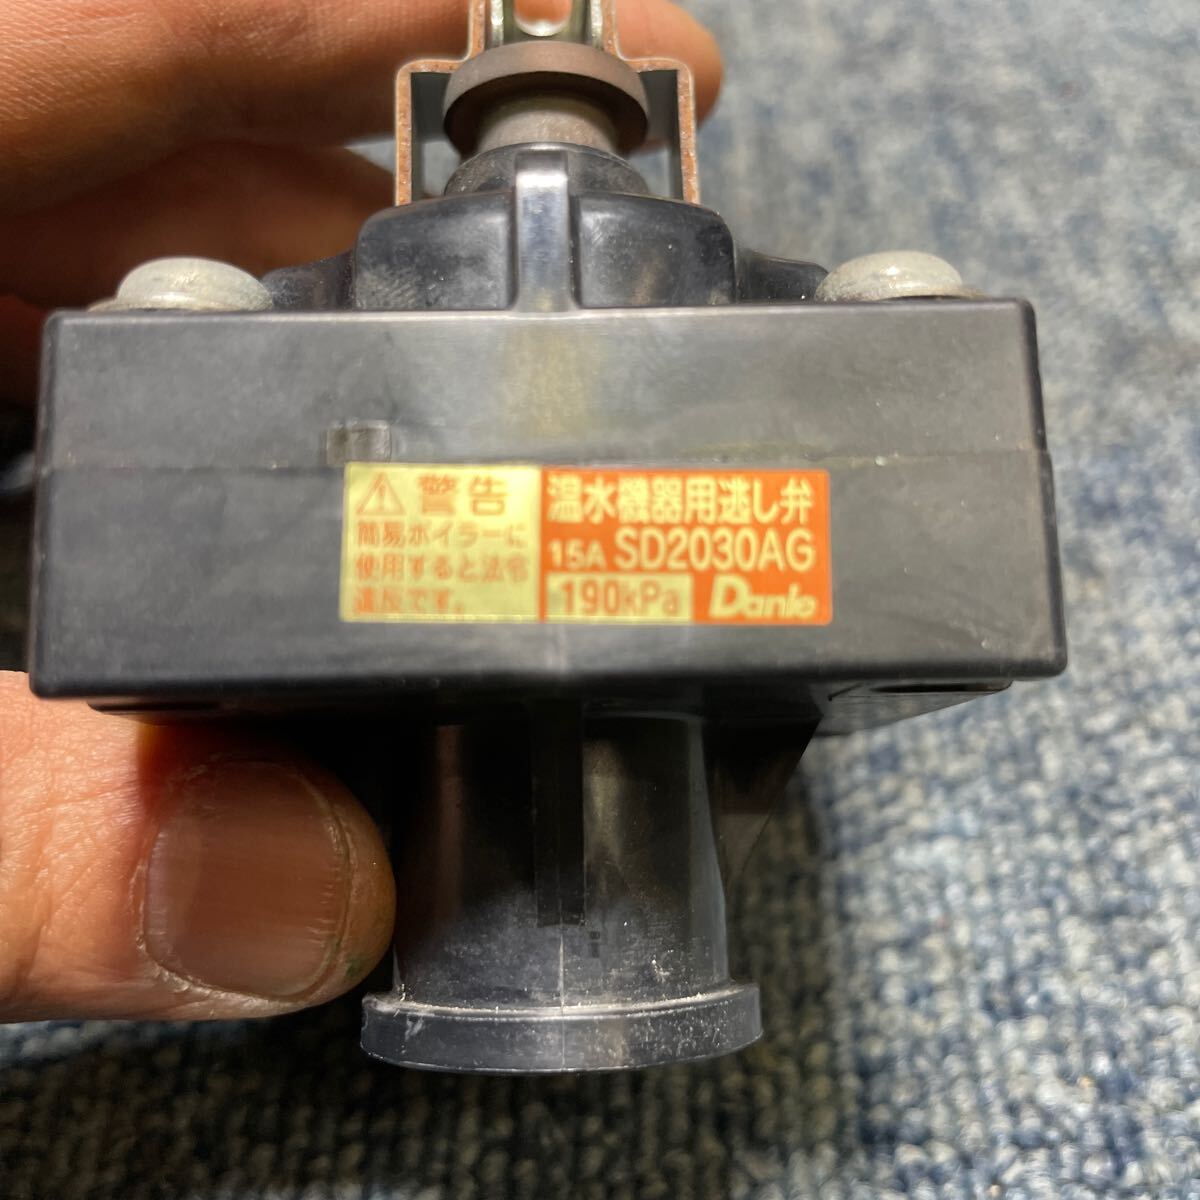 ⚠警告
簡易ボイラーに
使用すると法令
違反です。
温水機器用逃し弁
15A SD2030AG
190kPa Danle